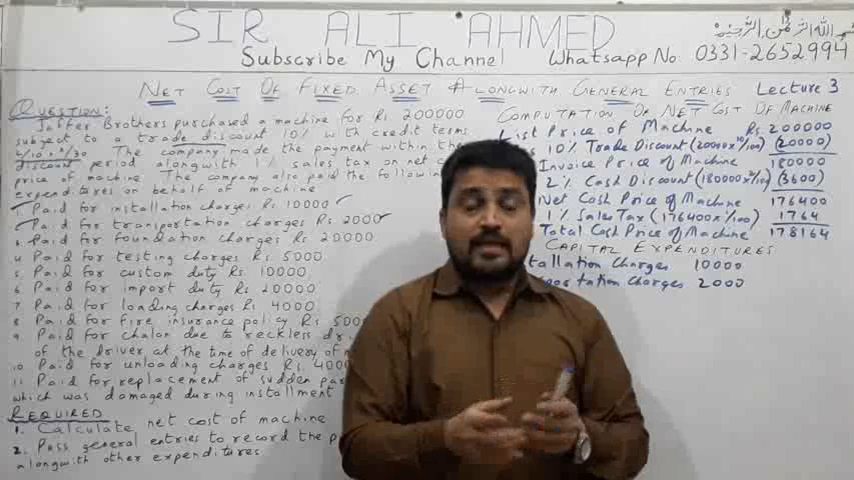 SIR ALI AHMED
Subscribe My Channel Whatsapp No: 0331-2652994
NET COST OF FIXED ASSET ALONGWITH GENERAL ENTRIES Lecture 3
QUESTION:
Jaffer Brothers purchased a machine for Rs 200000
subject to a trade discount 10% with credit terms
2/10, n/30 The company made the payment within the
discount period alongwith 1% sales tax on net
price of machine The company also paid the
expenditures on behalf of machine
1. Paid for installation charges Rs 10000
Paid for transportation charges Rs 2000
3. Paid for foundation charges Rs 20000
4 Paid for testing charges Rs 5000
5. Paid for custom duty Rs 10000
6 Paid for import duty Rs 20000
7 Paid for loading charges Rs 4000
8 Paid for fire insurance policy Rs 500
9 Paid for chalon due to reckless
of the driver at the time of delivery of
10 Paid for unloading charges Rs 4000
11 Paid for replacement of sudden
which was damaged during installment
REQUIRED
1. Calculate net cost of machine
2. Pass general entries to record the
alongwith other expenditures
COMPUTATION OF NET COST OF MACHINE
List Price of Machine Rs 200000
10% Trade Discount (200000x10/100) (20000)
Invoice Price of Machine 180000
2% Cash Discount (180000x2/100) (3600)
Net Cost Price of Machine 176400
1% Sales Tax (176400x1/100) 1764
Total Cost Price of Machine 178164
CAPITAL EXPENDITURES
tallation Charges 10000
portation Charges 2000